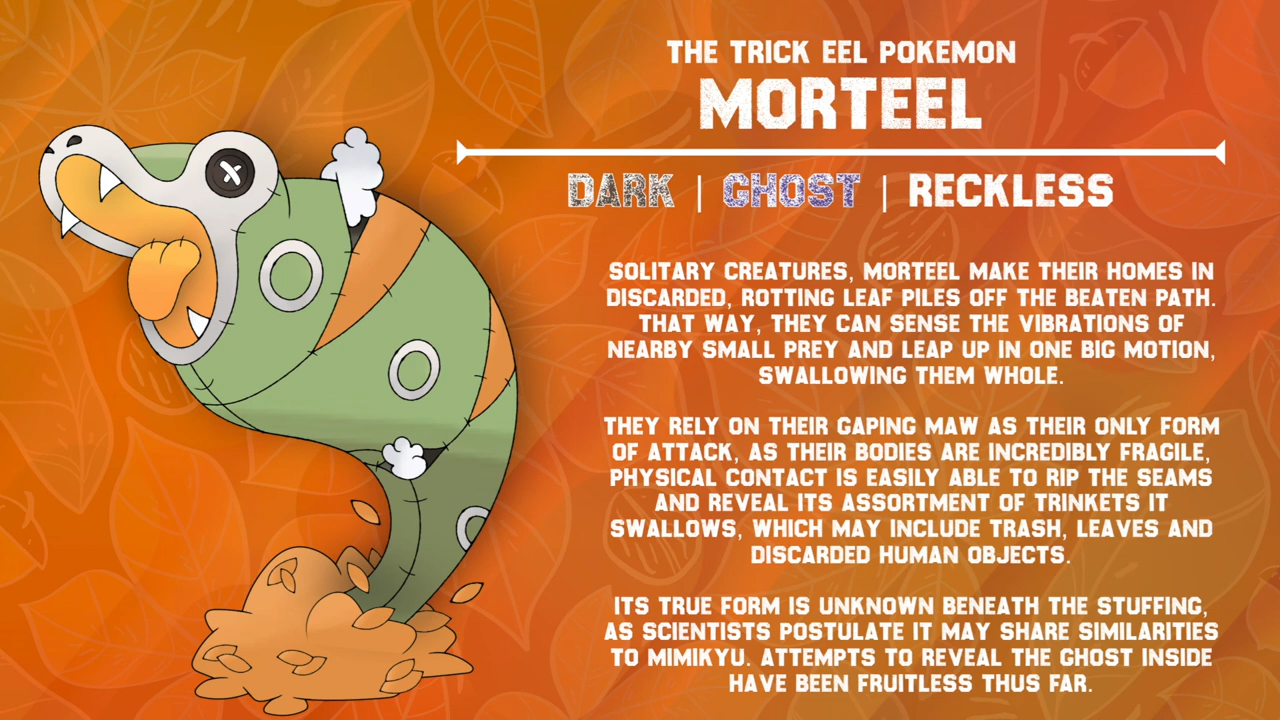 THE TRICK EEL POKEMON
MORTEEL
DARK | GHOST | RECKLESS
SOLITARY CREATURES, MORTEEL MAKE THEIR HOMES IN
DISCARDED, ROTTING LEAF PILES OFF THE BEATEN PATH.
THAT WAY, THEY CAN SENSE THE VIBRATIONS OF
NEARBY SMALL PREY AND LEAP UP IN ONE BIG MOTION,
SWALLOWING THEM WHOLE.
THEY RELY ON THEIR GAPING MAW AS THEIR ONLY FORM
OF ATTACK, AS THEIR BODIES ARE INCREDIBLY FRAGILE,
PHYSICAL CONTACT IS EASILY ABLE TO RIP THE SEAMS
AND REVEAL ITS ASSORTMENT OF TRINKETS IT
SWALLOWS, WHICH MAY INCLUDE TRASH, LEAVES AND
DISCARDED HUMAN OBJECTS.
ITS TRUE FORM IS UNKNOWN BENEATH THE STUFFING,
AS SCIENTISTS POSTULATE IT MAY SHARE SIMILARITIES
TO MIMIKYU. ATTEMPTS TO REVEAL THE GHOST INSIDE
HAVE BEEN FRUITLESS THUS FAR.